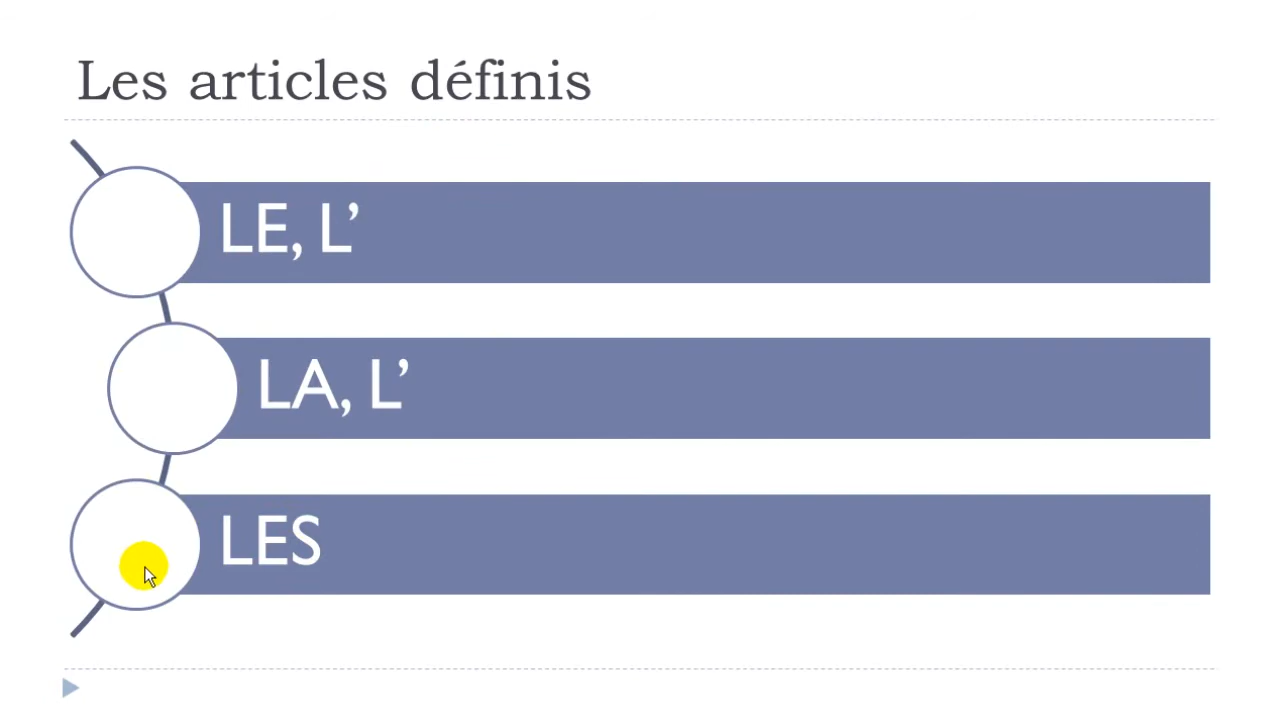 Les articles définis
LE, L’
LA, L’
LES